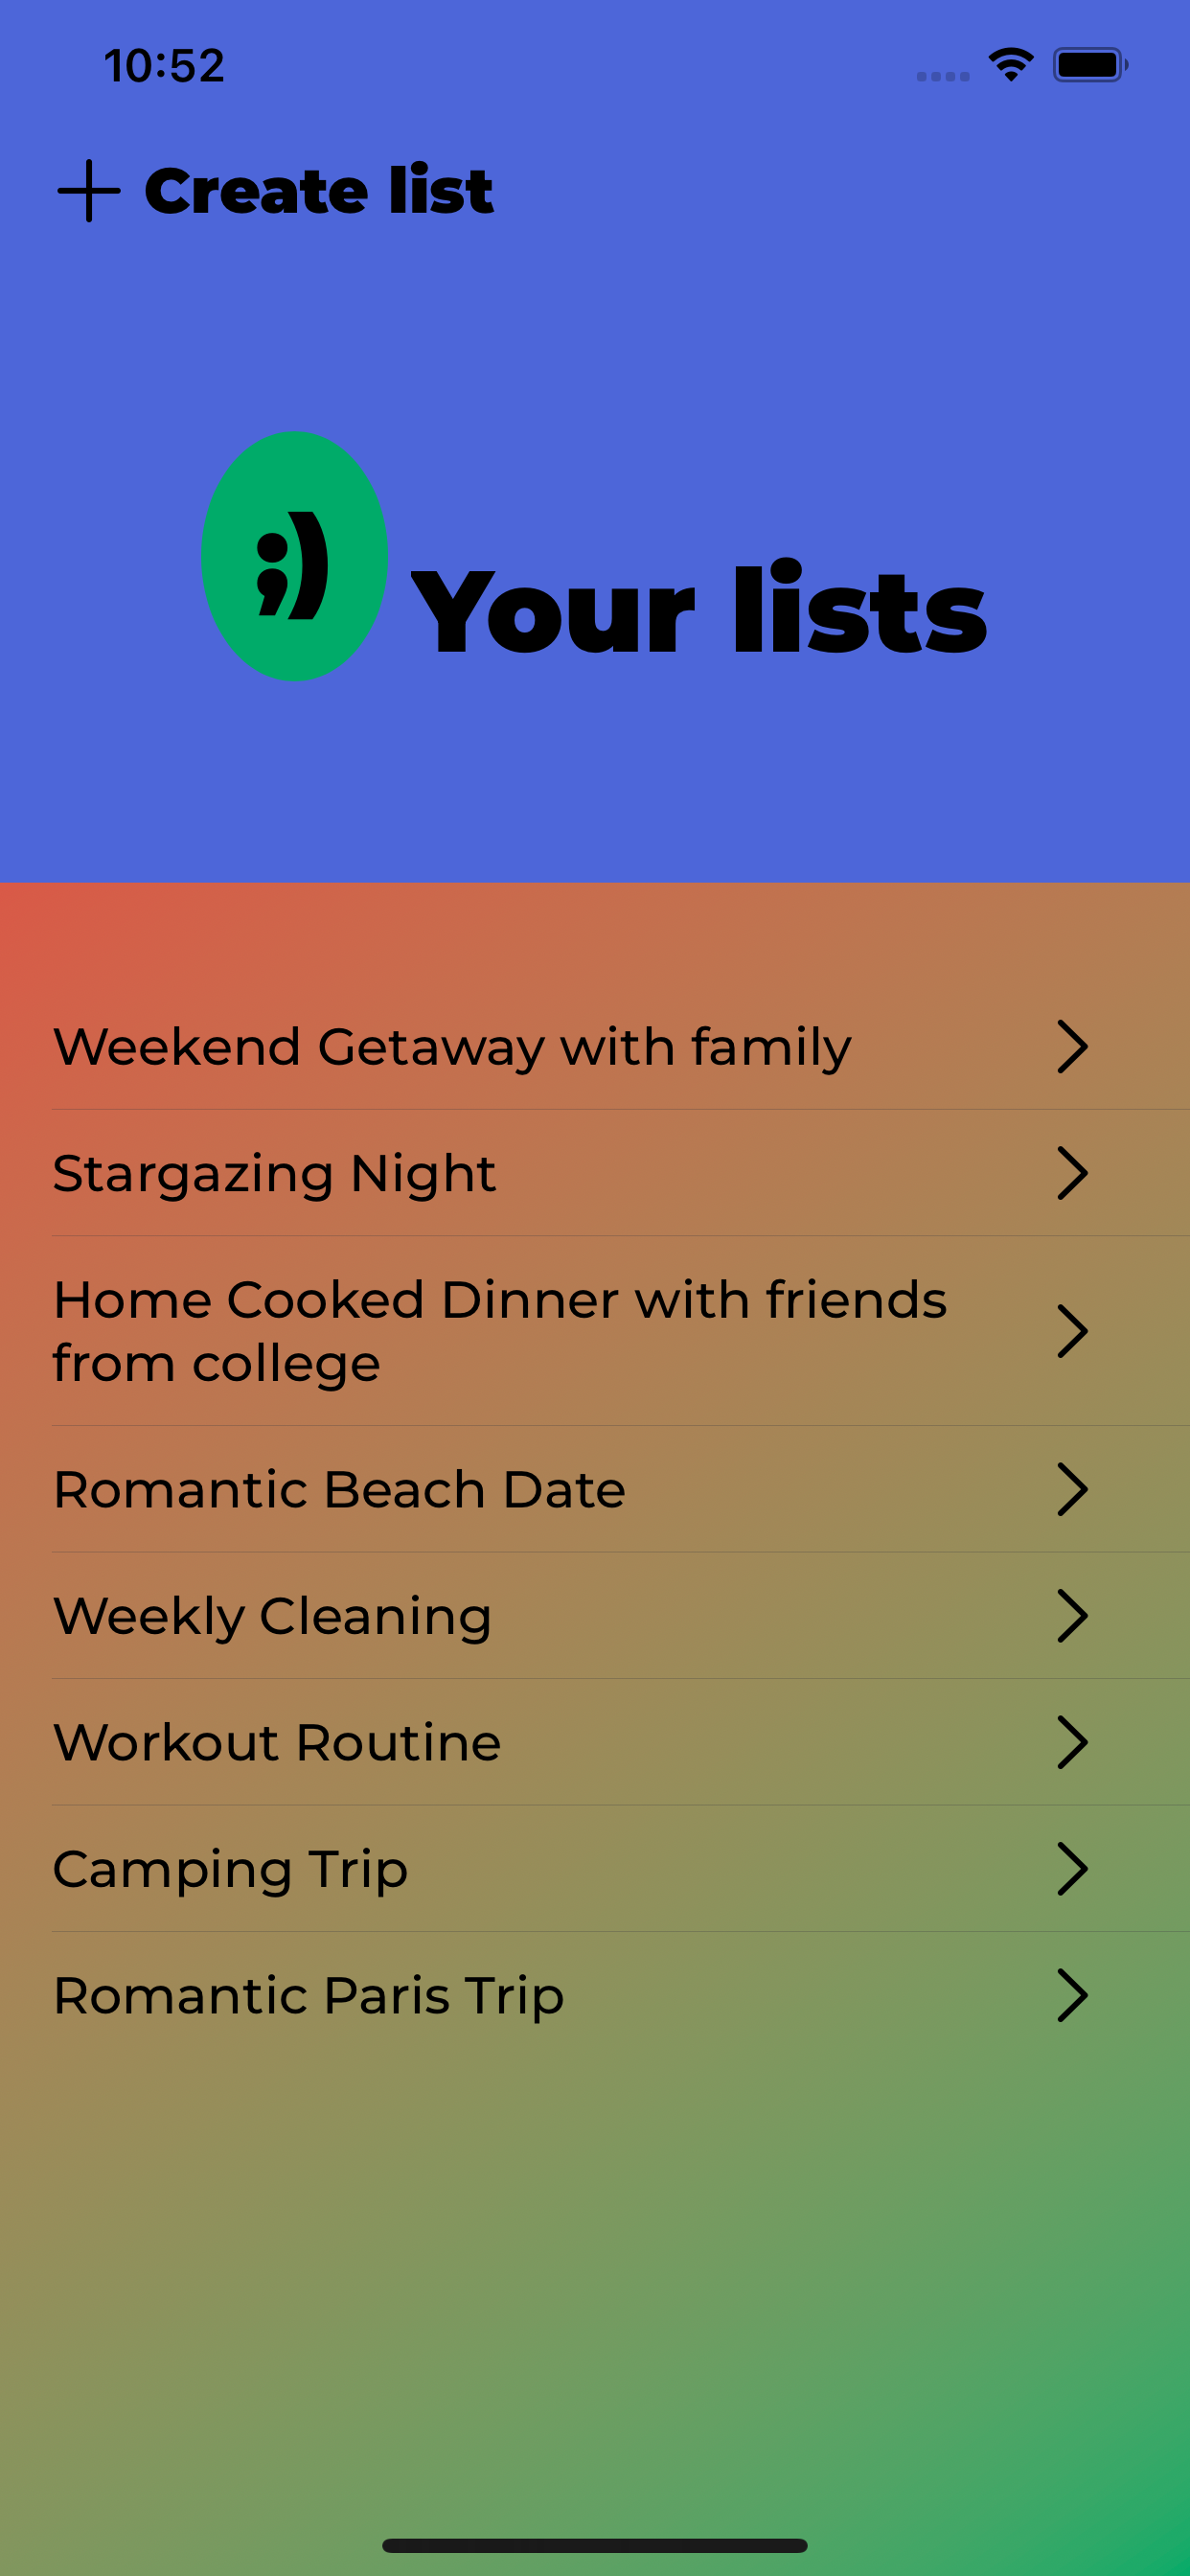 10:52
Create list
;)
Your lists
Weekend Getaway with family
Stargazing Night
Home Cooked Dinner with friends
from college
Romantic Beach Date
Weekly Cleaning
Workout Routine
Camping Trip
Romantic Paris Trip